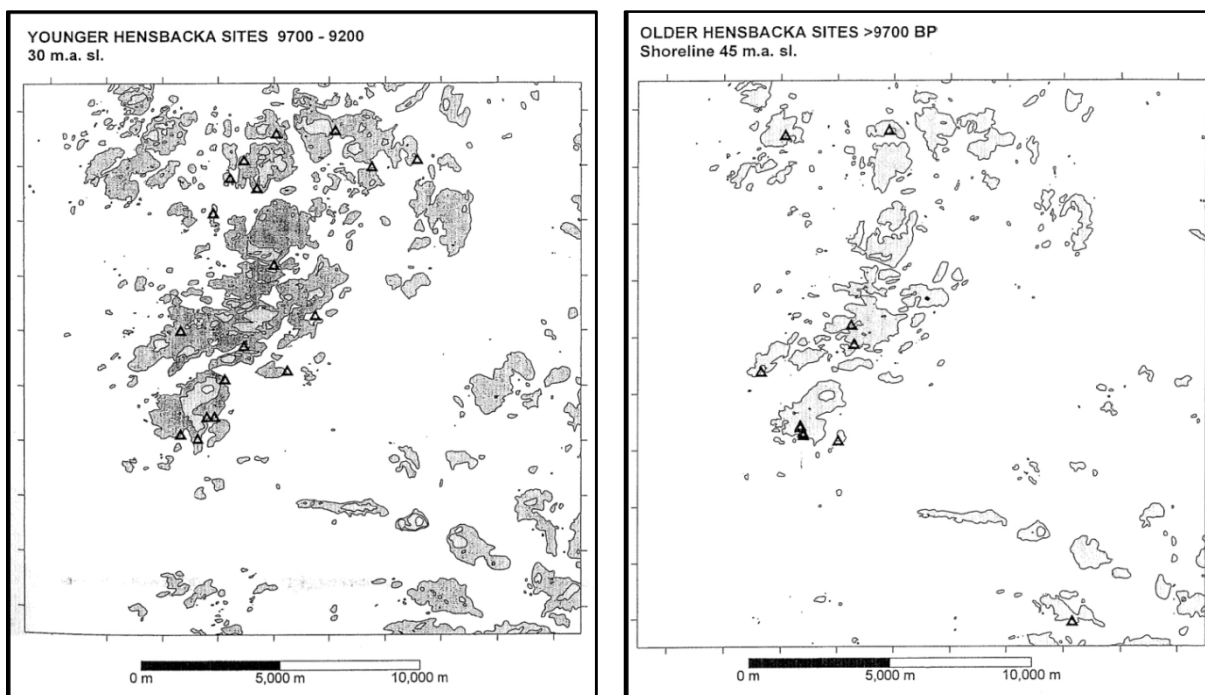 YOUNGER HENSBACKA SITES 9700 - 9200
30 m.a. sl.
0 m
5,000 m
10,000 m
OLDER HENSBACKA SITES >9700 BP
Shoreline 45 m.a. sl.
0 m
5,000 m
10,000 m